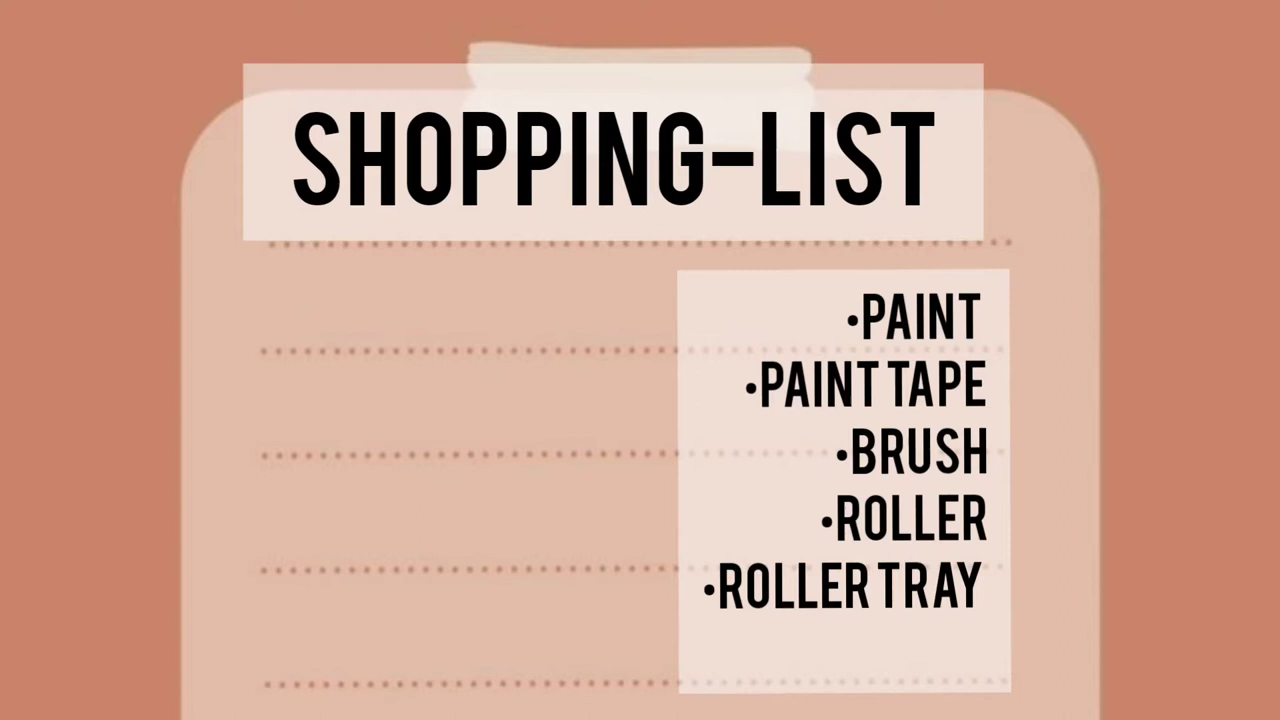 SHOPPING-LIST
•PAINT
•PAINT TAPE
•BRUSH
•ROLLER
•ROLLER TRAY